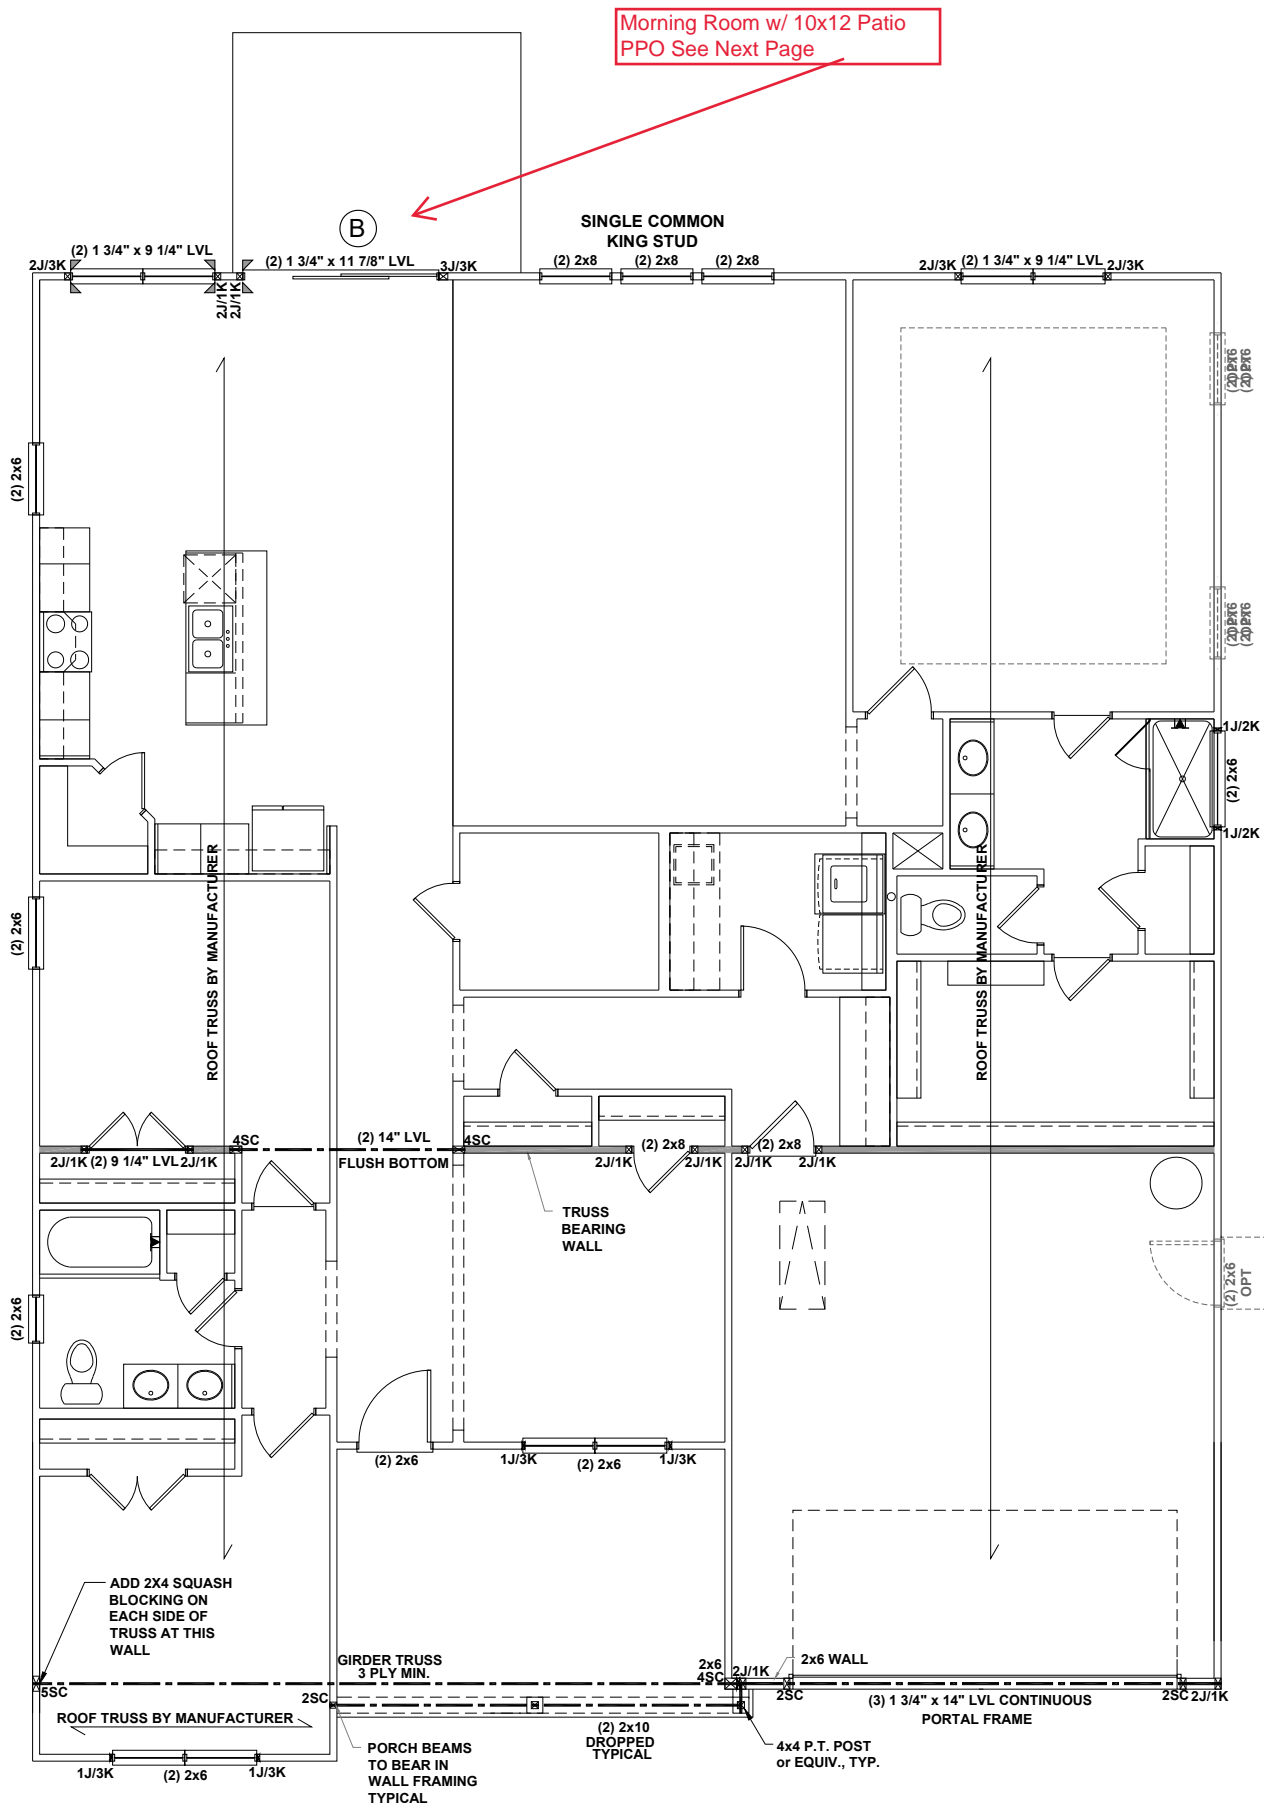 Morning Room w/ 10x12 Patio
PPO See Next Page
B
SINGLE COMMON
KING STUD
(2) 1 3/4" x 9 1/4" LVL
(2) 1 3/4" x 11 7/8" LVL
(2) 2x8
(2) 2x8
(2) 2x8
(2) 1 3/4" x 9 1/4" LVL
2J/3K
3J/3K
2J/3K
2J/3K
2J/1K
2J/1K
(2) 2x6
(2) 2x6
OPT
(2) 2x6
OPT
1J/2K
(2) 2x6
1J/2K
ROOF TRUSS BY MANUFACTURER
ROOF TRUSS BY MANUFACTURER
(2) 2x6
4SC
(2) 14" LVL
4SC
(2) 2x8
(2) 2x8
2J/1K
(2) 9 1/4" LVL
2J/1K
FLUSH BOTTOM
2J/1K
2J/1K
2J/1K
2J/1K
TRUSS
BEARING
WALL
(2) 2x6
OPT
(2) 2x6
(2) 2x6
1J/3K
(2) 2x6
1J/3K
ADD 2X4 SQUASH
BLOCKING ON
EACH SIDE OF
TRUSS AT THIS
WALL
GIRDER TRUSS
3 PLY MIN.
2x6
4SC
2J/1K
2x6 WALL
5SC
2SC
2SC
(3) 1 3/4" x 14" LVL CONTINUOUS
PORTAL FRAME
2SC
2J/1K
ROOF TRUSS BY MANUFACTURER
(2) 2x10
DROPPED
TYPICAL
4x4 P.T. POST
or EQUIV., TYP.
PORCH BEAMS
TO BEAR IN
WALL FRAMING
TYPICAL
1J/3K
(2) 2x6
1J/3K